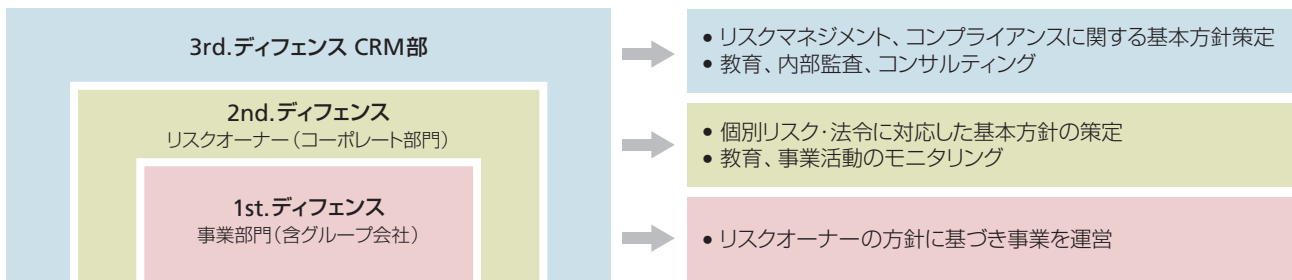 3rd.ディフェンス CRM部
• リスクマネジメント、コンプライアンスに関する基本方針策定
• 教育、内部監査、コンサルティング
2nd.ディフェンス
リスクオーナー（コーポレート部門）
• 個別リスク・法令に対応した基本方針の策定
• 教育、事業活動のモニタリング
1st.ディフェンス
事業部門（含グループ会社）
• リスクオーナーの方針に基づき事業を運営